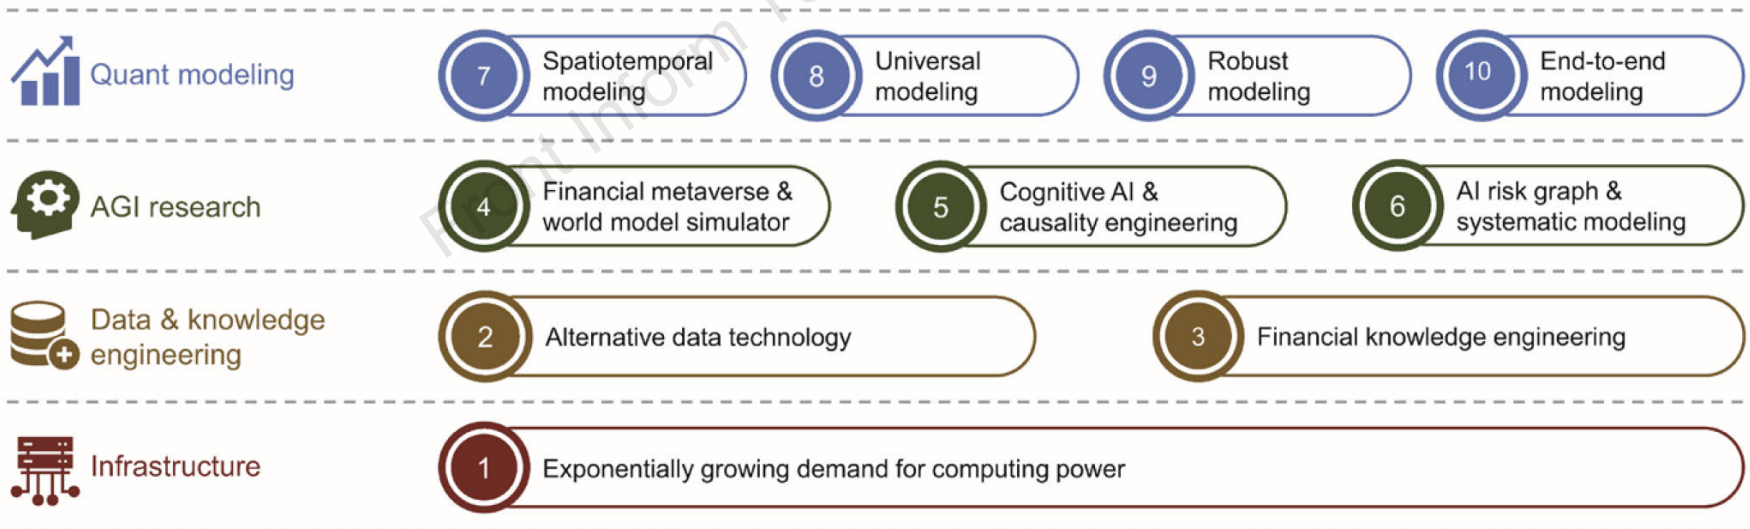 Quant modeling
7
Spatiotemporal
modeling
8
Universal
modeling
9
Robust
modeling
10
End-to-end
modeling
AGI research
4
Financial metaverse &
world model simulator
5
Cognitive AI &
causality engineering
6
AI risk graph &
systematic modeling
Data & knowledge
engineering
2
Alternative data technology
3
Financial knowledge engineering
Infrastructure
1
Exponentially growing demand for computing power
Front Inform